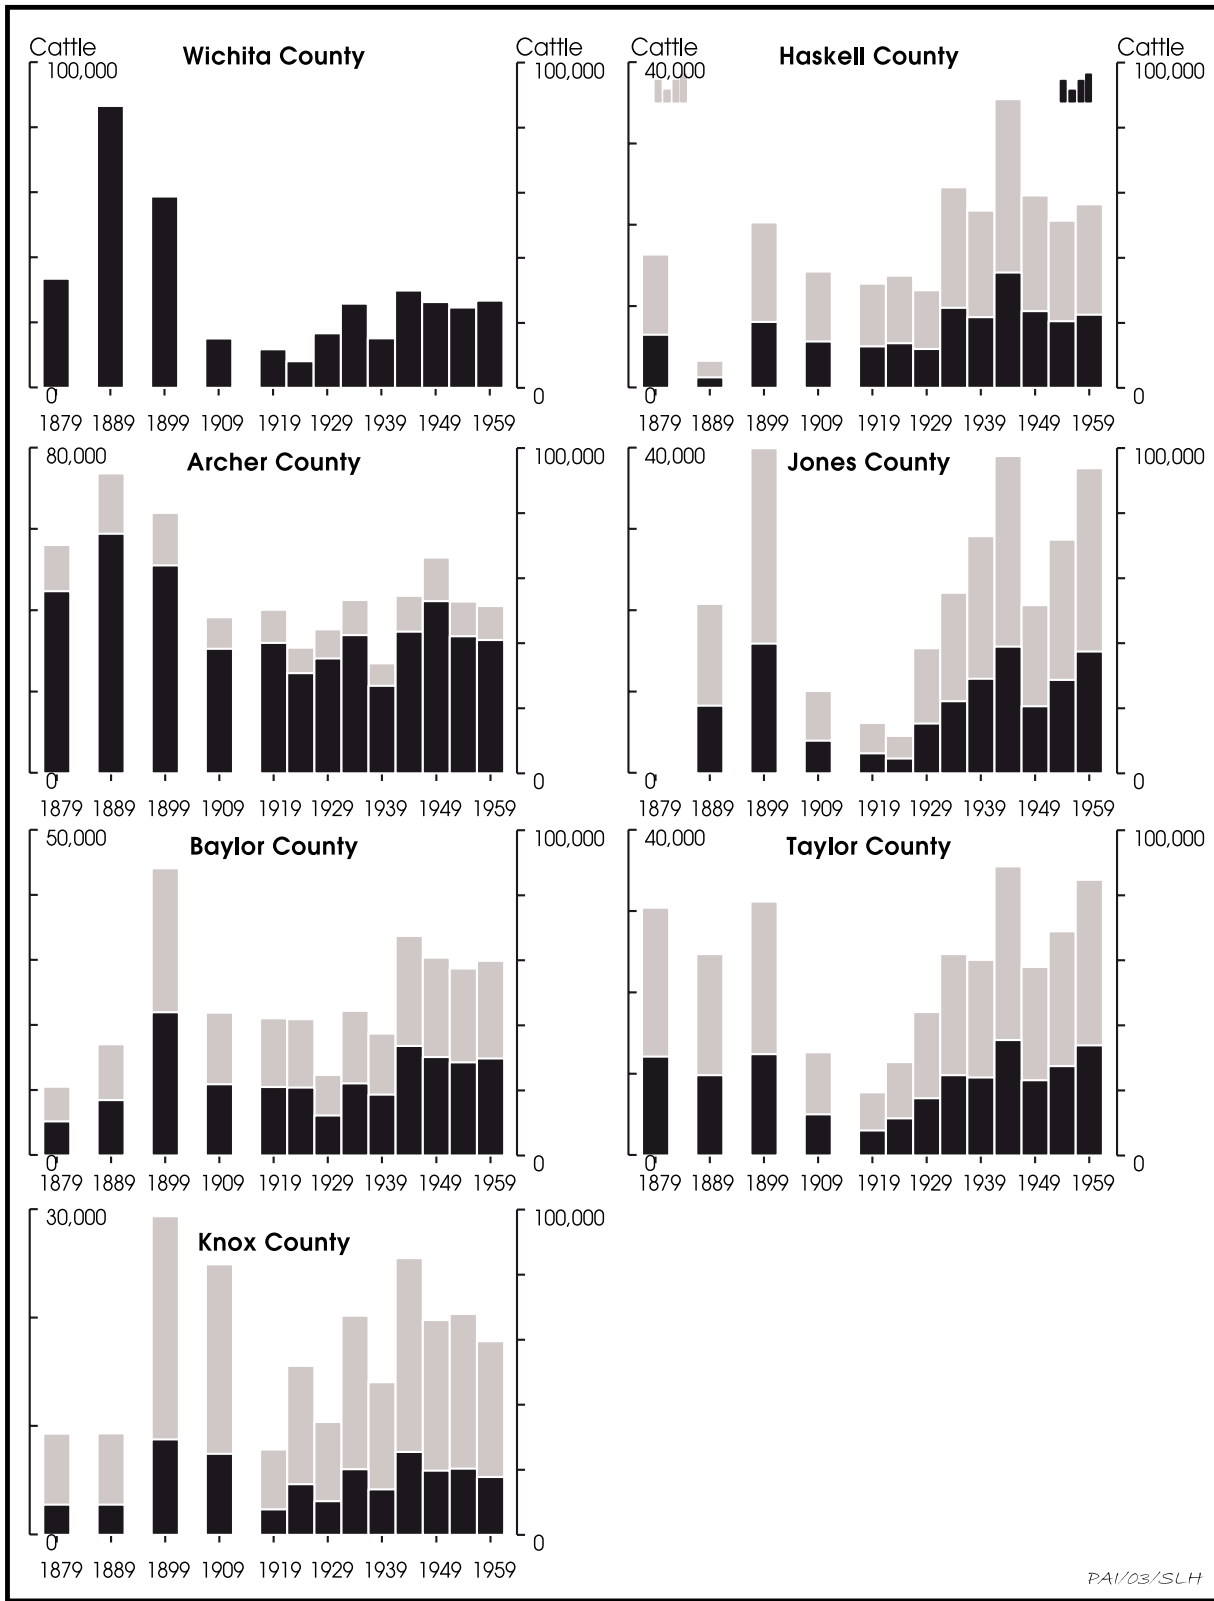 Cattle Wichita County Cattle
100,000 100,000
0 0
1879 1889 1899 1909 1919 1929 1939 1949 1959
80,000 Archer County 100,000
0 0
1879 1889 1899 1909 1919 1929 1939 1949 1959
50,000 Baylor County 100,000
0 0
1879 1889 1899 1909 1919 1929 1939 1949 1959
30,000 Knox County 100,000
0 0
1879 1889 1899 1909 1919 1929 1939 1949 1959
Cattle Haskell County Cattle
40,000 100,000
0 0
1879 1889 1899 1909 1919 1929 1939 1949 1959
40,000 Jones County 100,000
0 0
1879 1889 1899 1909 1919 1929 1939 1949 1959
40,000 Taylor County 100,000
0 0
1879 1889 1899 1909 1919 1929 1939 1949 1959
PAI/03/SLH